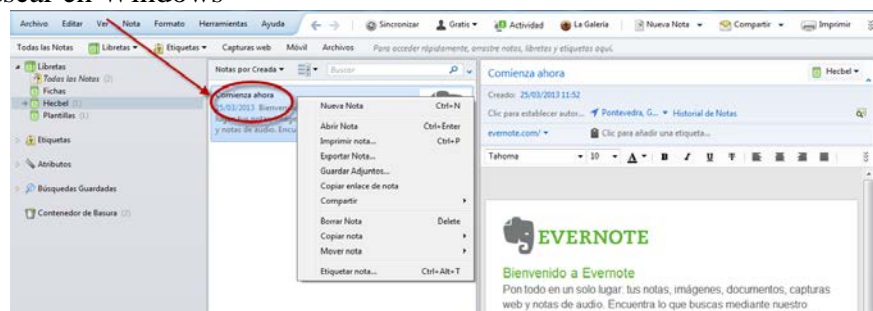 scar en Windows
Archivo Editar Ver Nota Formato Herramientas Ayuda Sincronizar Gratis Actividad La Galeria Nueva Nota Compartir Imprimir
Todas las Notas Libretas Etiquetas Capturas web Móvil Archivos Para acceder rápidamente, arrastre notas, libretas y etiquetas aquí.
Libretas
Todas las Notas (2)
Fichas
Hecbel (1)
Plantillas (1)
Etiquetas
Atributos
Búsquedas Guardadas
Contenedor de Basura (2)
Notas por Creada Buscar
Comienza ahora
25/03/2013 Bienven
y notas de audio. Encu
Nueva Nota Ctrl+N
Abrir Nota Ctrl+Enter
Imprimir nota... Ctrl+P
Exportar Nota...
Guardar Adjuntos...
Copiar enlace de nota
Compartir
Borrar Nota Delete
Copiar nota
Mover nota
Etiquetar nota... Ctrl+Alt+T
Comienza ahora Hecbel
Creado: 25/03/2013 11:52
Clic para establecer autor... Pontevedra, G... Historial de Notas
evernote.com/ Clic para añadir una etiqueta...
Tahoma 10 A B I U T
EVERNOTE
Bienvenido a Evernote
Pon todo en un solo lugar: tus notas, imágenes, documentos, capturas
web y notas de audio. Encuentra lo que buscas mediante nuestro